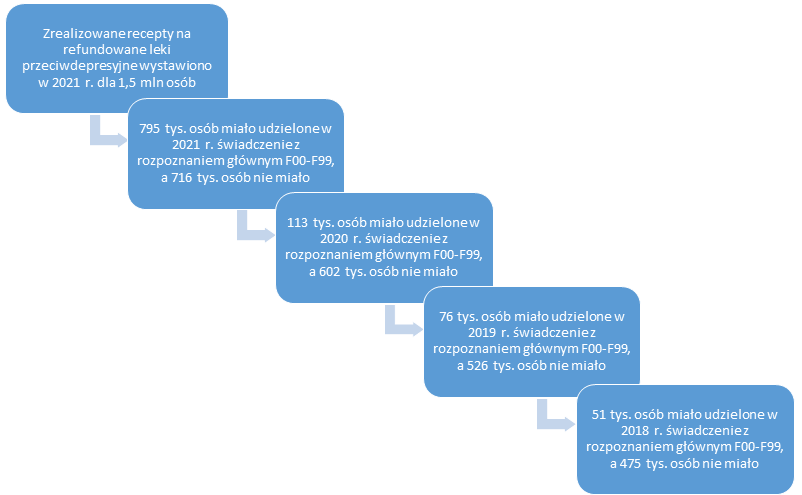 Zrealizowane recepty na
refundowane leki
przeciwdepresyjne wystawiono
w 2021 r. dla 1,5 mln osób
795 tys. osób miało udzielone w
2021 r. świadczenie z
rozpoznaniem głównym F00-F99,
a 716 tys. osób nie miało
113 tys. osób miało udzielone w
2020 r. świadczenie z
rozpoznaniem głównym F00-F99,
a 602 tys. osób nie miało
76 tys. osób miało udzielone w
2019 r. świadczenie z
rozpoznaniem głównym F00-F99,
a 526 tys. osób nie miało
51 tys. osób miało udzielone w
2018 r. świadczenie z
rozpoznaniem głównym F00-F99,
a 475 tys. osób nie miało